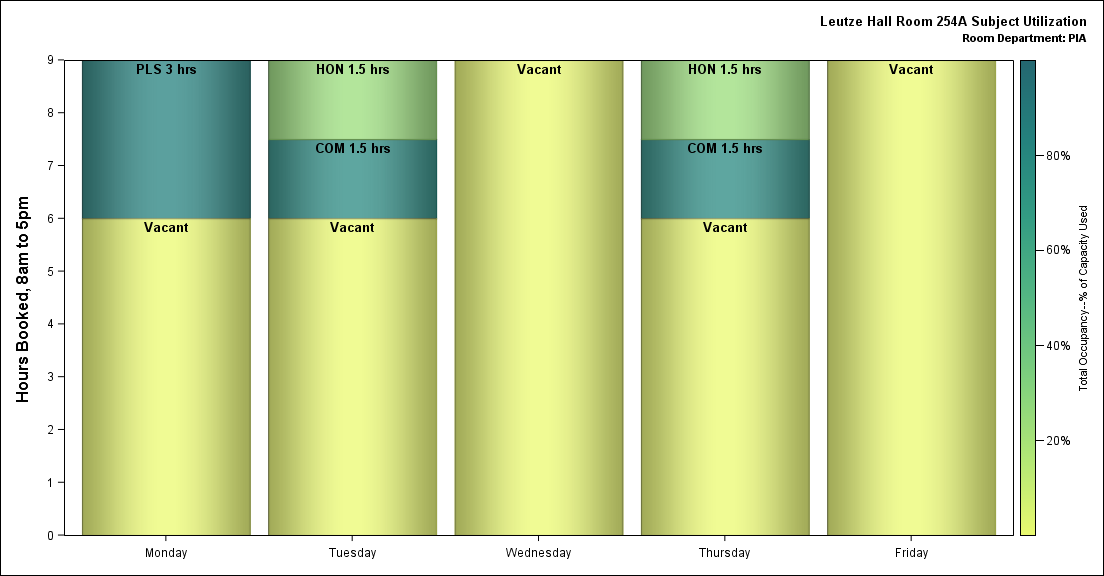 Leutze Hall Room 254A Subject Utilization
Room Department: PIA
Hours Booked, 8am to 5pm
9
8
7
6
5
4
3
2
1
0
PLS 3 hrs
Vacant
HON 1.5 hrs
COM 1.5 hrs
Vacant
Vacant
HON 1.5 hrs
COM 1.5 hrs
Vacant
Vacant
Monday
Tuesday
Wednesday
Thursday
Friday
80%
60%
40%
20%
Total Occupancy--% of Capacity Used